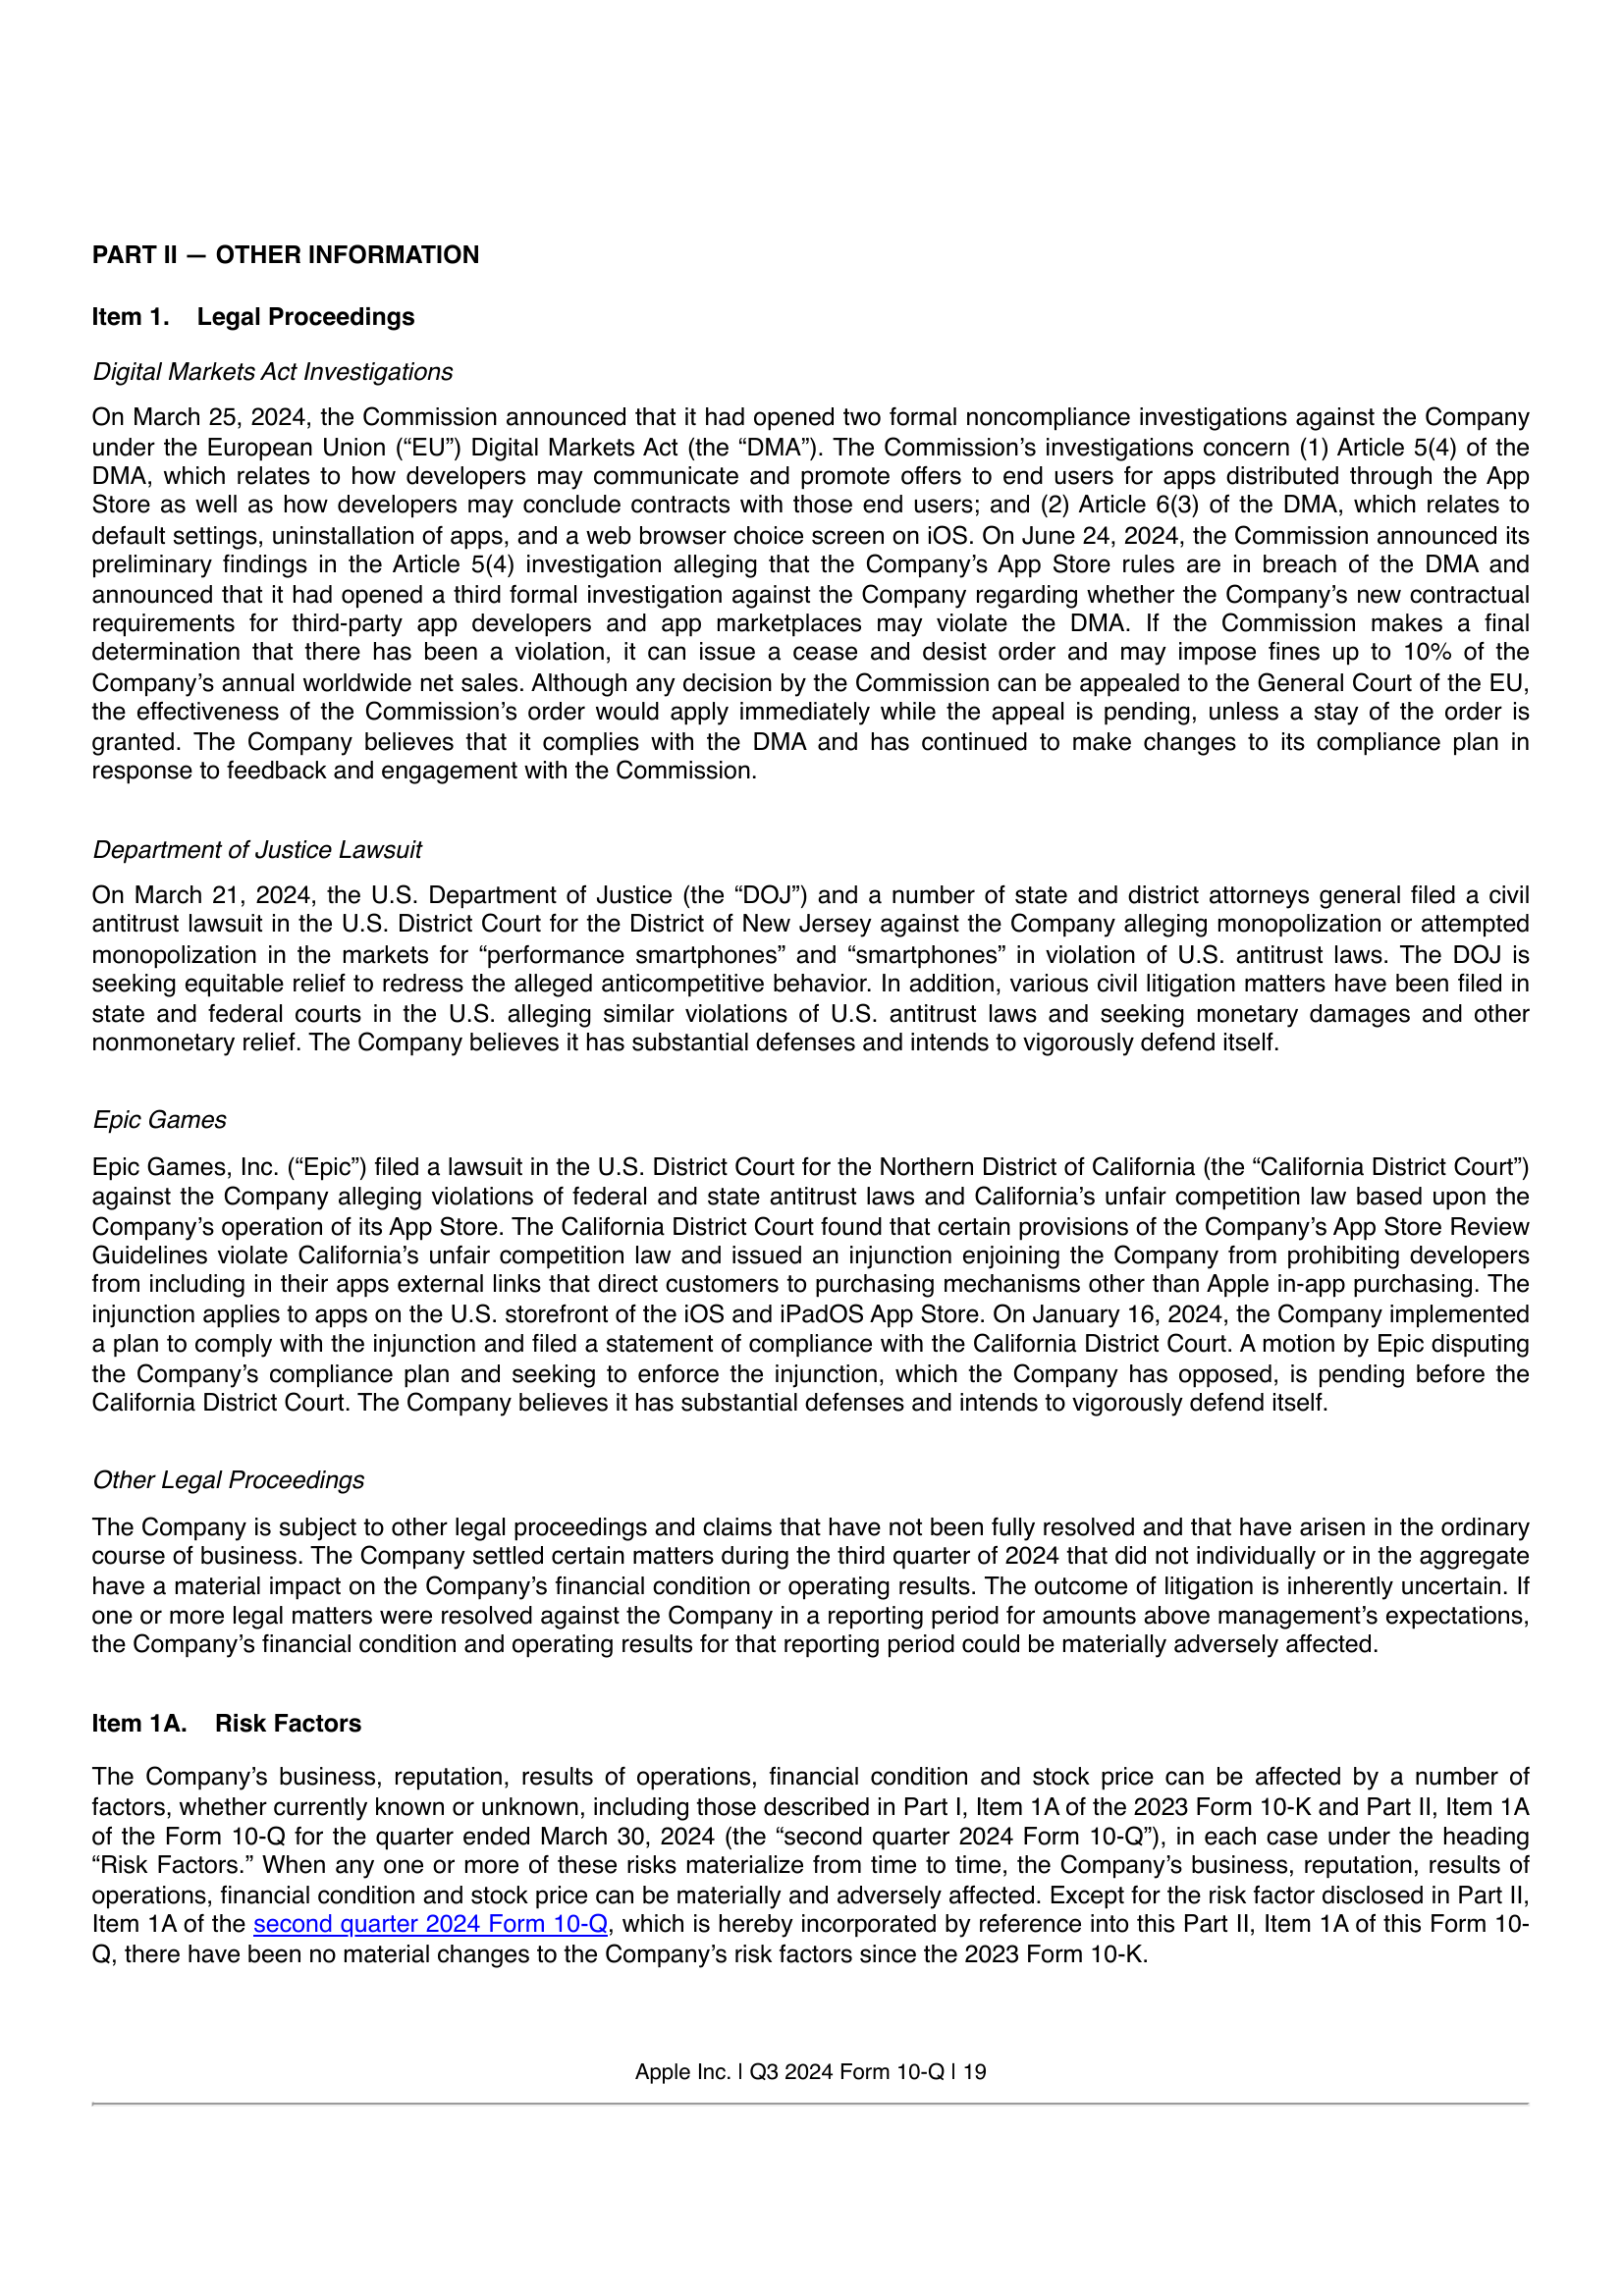 PART II — OTHER INFORMATION
Item 1. Legal Proceedings
Digital Markets Act Investigations
On March 25, 2024, the Commission announced that it had opened two formal noncompliance investigations against the Company
under the European Union (“EU”) Digital Markets Act (the “DMA”). The Commission’s investigations concern (1) Article 5(4) of the
DMA, which relates to how developers may communicate and promote offers to end users for apps distributed through the App
Store as well as how developers may conclude contracts with those end users; and (2) Article 6(3) of the DMA, which relates to
default settings, uninstallation of apps, and a web browser choice screen on iOS. On June 24, 2024, the Commission announced its
preliminary findings in the Article 5(4) investigation alleging that the Company’s App Store rules are in breach of the DMA and
announced that it had opened a third formal investigation against the Company regarding whether the Company’s new contractual
requirements for third-party app developers and app marketplaces may violate the DMA. If the Commission makes a final
determination that there has been a violation, it can issue a cease and desist order and may impose fines up to 10% of the
Company’s annual worldwide net sales. Although any decision by the Commission can be appealed to the General Court of the EU,
the effectiveness of the Commission’s order would apply immediately while the appeal is pending, unless a stay of the order is
granted. The Company believes that it complies with the DMA and has continued to make changes to its compliance plan in
response to feedback and engagement with the Commission.
Department of Justice Lawsuit
On March 21, 2024, the U.S. Department of Justice (the “DOJ”) and a number of state and district attorneys general filed a civil
antitrust lawsuit in the U.S. District Court for the District of New Jersey against the Company alleging monopolization or attempted
monopolization in the markets for “performance smartphones” and “smartphones” in violation of U.S. antitrust laws. The DOJ is
seeking equitable relief to redress the alleged anticompetitive behavior. In addition, various civil litigation matters have been filed in
state and federal courts in the U.S. alleging similar violations of U.S. antitrust laws and seeking monetary damages and other
nonmonetary relief. The Company believes it has substantial defenses and intends to vigorously defend itself.
Epic Games
Epic Games, Inc. (“Epic”) filed a lawsuit in the U.S. District Court for the Northern District of California (the “California District Court”)
against the Company alleging violations of federal and state antitrust laws and California’s unfair competition law based upon the
Company’s operation of its App Store. The California District Court found that certain provisions of the Company’s App Store Review
Guidelines violate California’s unfair competition law and issued an injunction enjoining the Company from prohibiting developers
from including in their apps external links that direct customers to purchasing mechanisms other than Apple in-app purchasing. The
injunction applies to apps on the U.S. storefront of the iOS and iPadOS App Store. On January 16, 2024, the Company implemented
a plan to comply with the injunction and filed a statement of compliance with the California District Court. A motion by Epic disputing
the Company’s compliance plan and seeking to enforce the injunction, which the Company has opposed, is pending before the
California District Court. The Company believes it has substantial defenses and intends to vigorously defend itself.
Other Legal Proceedings
The Company is subject to other legal proceedings and claims that have not been fully resolved and that have arisen in the ordinary
course of business. The Company settled certain matters during the third quarter of 2024 that did not individually or in the aggregate
have a material impact on the Company’s financial condition or operating results. The outcome of litigation is inherently uncertain. If
one or more legal matters were resolved against the Company in a reporting period for amounts above management’s expectations,
the Company’s financial condition and operating results for that reporting period could be materially adversely affected.
Item 1A. Risk Factors
The Company’s business, reputation, results of operations, financial condition and stock price can be affected by a number of
factors, whether currently known or unknown, including those described in Part I, Item 1A of the 2023 Form 10-K and Part II, Item 1A
of the Form 10-Q for the quarter ended March 30, 2024 (the “second quarter 2024 Form 10-Q”), in each case under the heading
“Risk Factors.” When any one or more of these risks materialize from time to time, the Company’s business, reputation, results of
operations, financial condition and stock price can be materially and adversely affected. Except for the risk factor disclosed in Part II,
Item 1A of the second quarter 2024 Form 10-Q, which is hereby incorporated by reference into this Part II, Item 1A of this Form 10-
Q, there have been no material changes to the Company’s risk factors since the 2023 Form 10-K.
Apple Inc. | Q3 2024 Form 10-Q | 19